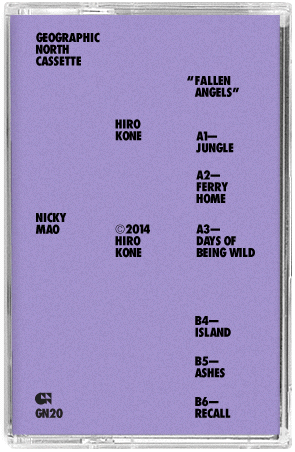 GEOGRAPHIC
NORTH
CASSETTE
"FALLEN
ANGELS"
HIRO
KONE
A1—
JUNGLE
A2—
FERRY
HOME
NICKY
MAO
©2014
HIRO
KONE
A3—
DAYS OF
BEING WILD
B4—
ISLAND
B5—
ASHES
GN20
B6—
RECALL